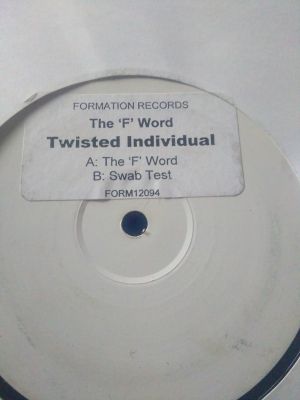 FORMATION RECORDS
The ‘F’ Word
Twisted Individual
A: The ‘F’ Word
B: Swab Test
FORM12094